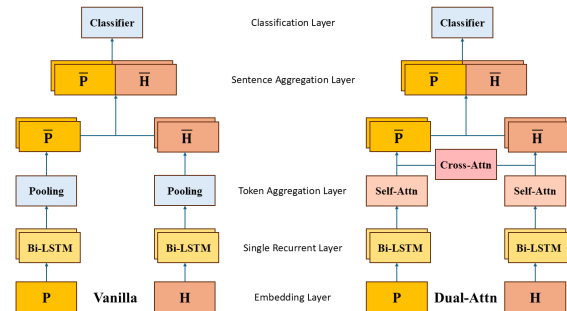 Classifier Classification Layer Classifier
P̅ H̅ Sentence Aggregation Layer P̅ H̅
P̅ H̅ P̅ H̅
Cross-Attn
Pooling Pooling Token Aggregation Layer Self-Attn Self-Attn
Bi-LSTM Bi-LSTM Single Recurrent Layer Bi-LSTM Bi-LSTM
P Vanilla H Embedding Layer P Dual-Attn H